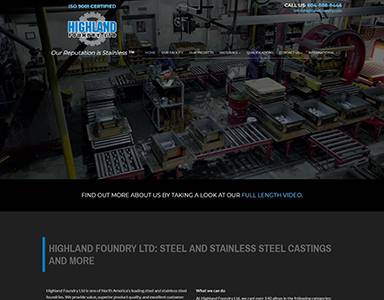 ISO 9001 CERTIFIED
CALL US: 604-888-8444
HIGHLAND
FOUNDRY LTD
Our Reputation is Stainless ™
HOME OUR FACILITY OUR PROJECTS MATERIALS QUALIFICATIONS CONTACT US INTERNATIONAL
FIND OUT MORE ABOUT US BY TAKING A LOOK AT OUR FULL LENGTH VIDEO.
HIGHLAND FOUNDRY LTD: STEEL AND STAINLESS STEEL CASTINGS
AND MORE
Highland Foundry Ltd is one of North America's leading steel and stainless steel
foundries. We provide value, superior product quality, and excellent customer
What we can do
At Highland Foundry Ltd, we cast over 140 alloys in the following categories